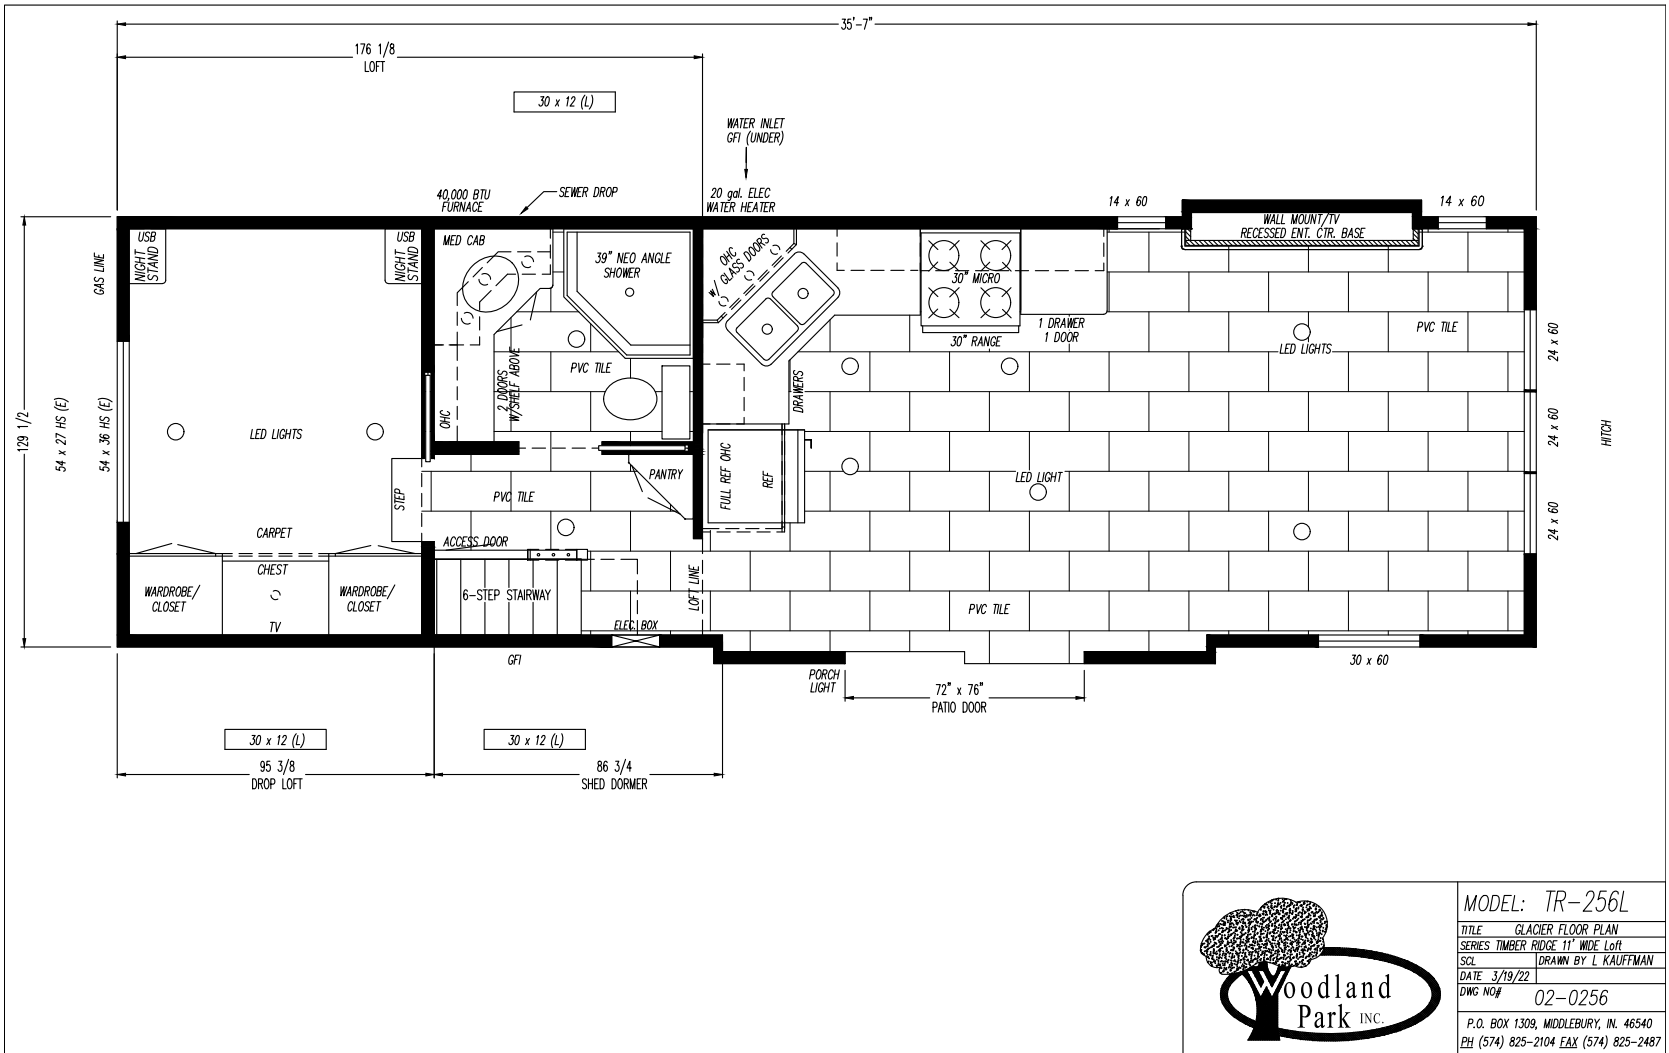 35'-7"
176 1/8
LOFT
30 x 12 (L)
WATER INLET
GFI (UNDER)
40,000 BTU
FURNACE
SEWER DROP
20 gal. ELEC
WATER HEATER
14 x 60
14 x 60
WALL MOUNT/TV
RECESSED ENT. CTR. BASE
GAS LINE
USB
NIGHT
STAND
USB
NIGHT
STAND
MED CAB
39" NEO ANGLE
SHOWER
OHC
W/ GLASS DOORS
30" MICRO
30" RANGE
1 DRAWER
1 DOOR
LED LIGHTS
PVC TILE
24 x 60
24 x 60
24 x 60
HITCH
129 1/2
54 x 27 HS (E)
54 x 36 HS (E)
LED LIGHTS
OHC
2 DOORS
W/SHELF ABOVE
PVC TILE
DRAWERS
PANTRY
FULL REF OHC
REF
LED LIGHT
STEP
PVC TILE
CARPET
ACCESS DOOR
CHEST
WARDROBE/
CLOSET
WARDROBE/
CLOSET
TV
6-STEP STAIRWAY
LOFT LINE
ELEC. BOX
PVC TILE
GFI
PORCH
LIGHT
72" x 76"
PATIO DOOR
30 x 60
30 x 12 (L)
30 x 12 (L)
95 3/8
DROP LOFT
86 3/4
SHED DORMER
Woodland
Park INC.
MODEL: TR-256L
TITLE GLACIER FLOOR PLAN
SERIES TIMBER RIDGE 11' WIDE Loft
SCL DRAWN BY L KAUFFMAN
DATE 3/19/22
DWG NO# 02-0256
P.O. BOX 1309, MIDDLEBURY, IN. 46540
PH (574) 825-2104 FAX (574) 825-2487